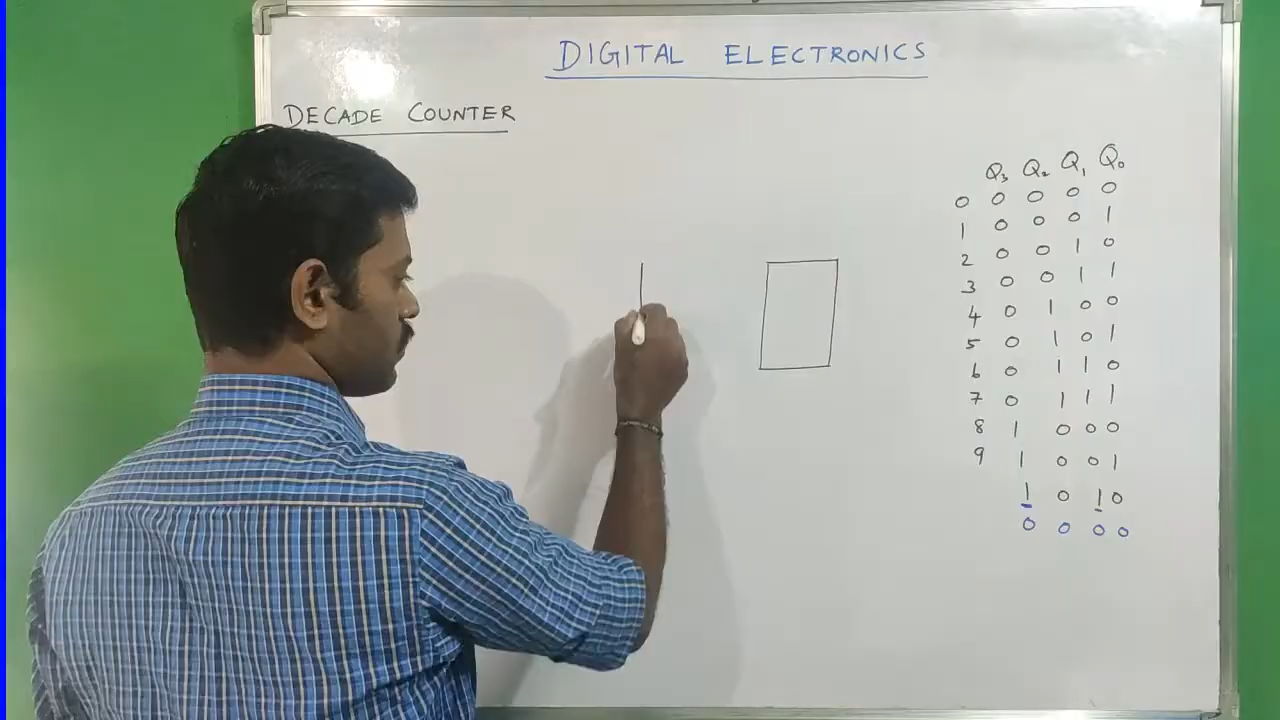 DIGITAL ELECTRONICS
DECADE COUNTER
Q₃ Q₂ Q₁ Q₀
0 0 0 0 0
1 0 0 0 1
2 0 0 1 0
3 0 0 1 1
4 0 1 0 0
5 0 1 0 1
6 0 1 1 0
7 0 1 1 1
8 1 0 0 0
9 1 0 0 1
1 0 1 0
0 0 0 0